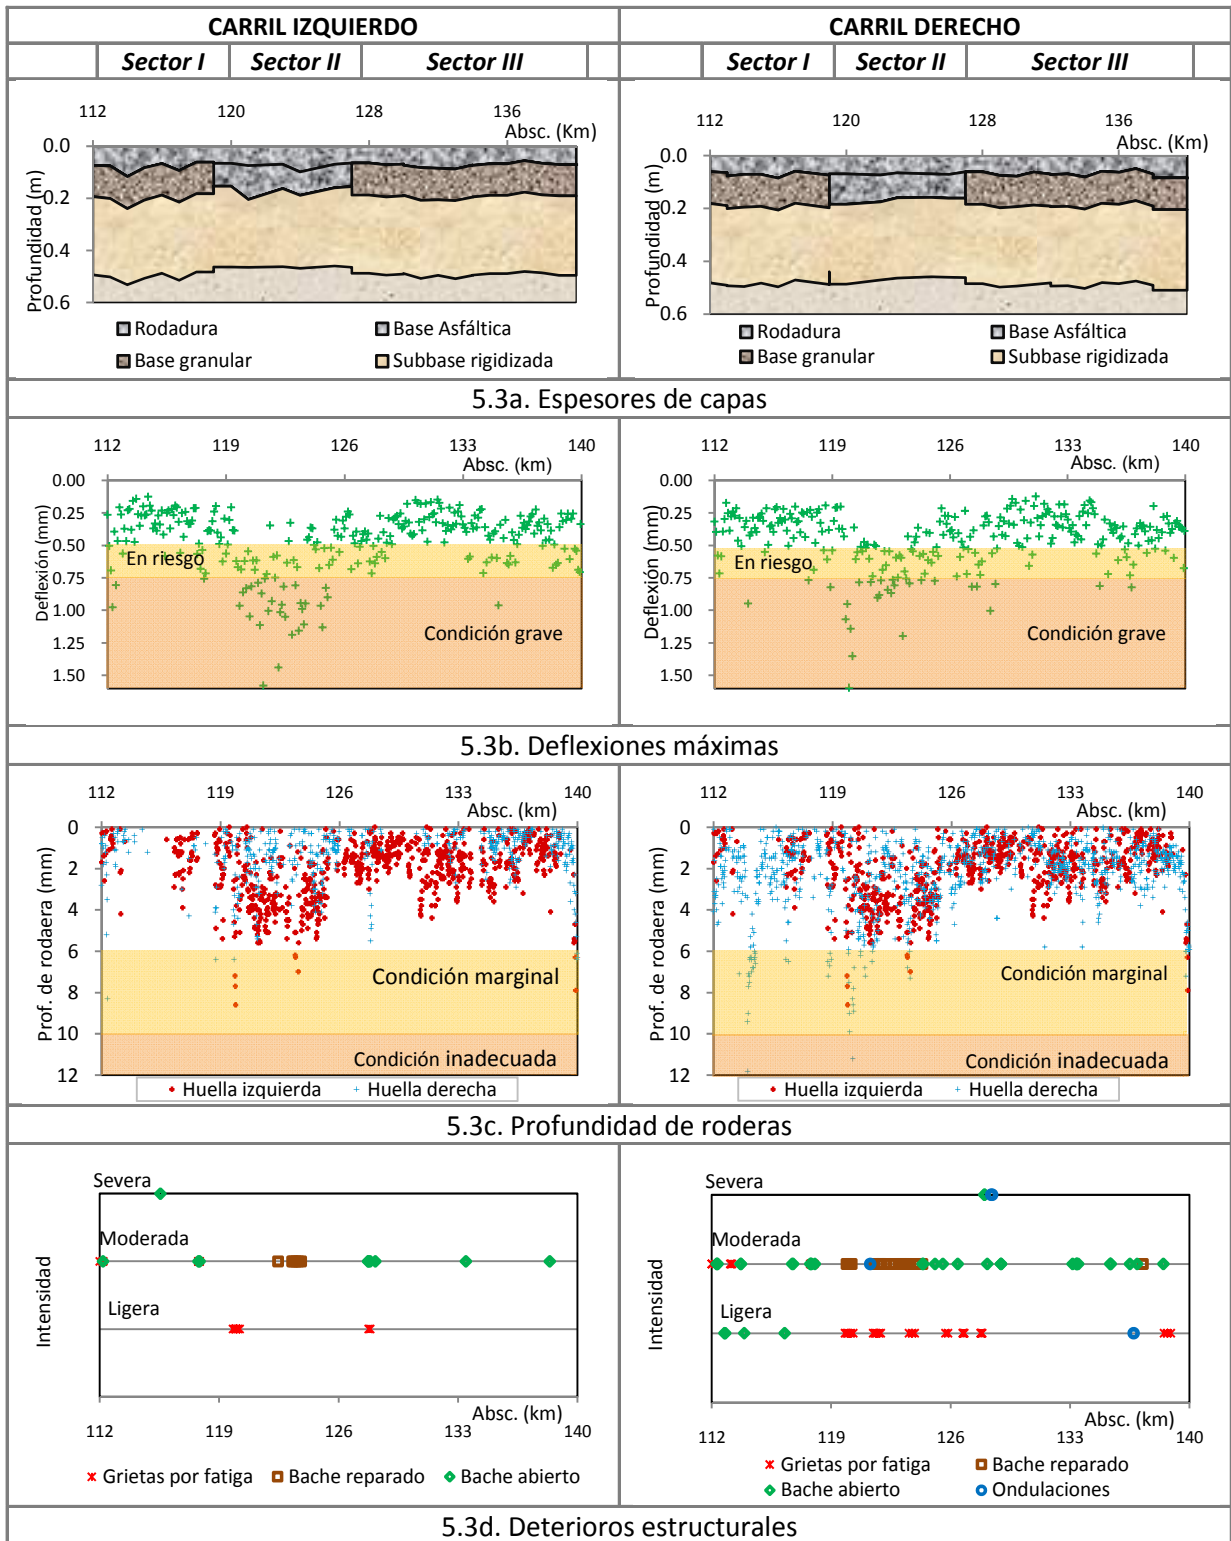 CARRIL IZQUIERDO
CARRIL DERECHO
Sector I Sector II Sector III
Sector I Sector II Sector III
112 120 128 136
Absc. (Km)
Profundidad (m)
0.0
0.2
0.4
0.6
Rodadura Base Asfáltica
Base granular Subbase rigidizada
112 120 128 136
Absc. (Km)
Profundidad (m)
0.0
0.2
0.4
0.6
Rodadura Base Asfáltica
Base granular Subbase rigidizada
5.3a. Espesores de capas
112 119 126 133 140
Absc. (km)
Deflexión (mm)
0.00
0.25
0.50
0.75
1.00
1.25
1.50
En riesgo
Condición grave
112 119 126 133 140
Absc. (km)
Deflexión (mm)
0.00
0.25
0.50
0.75
1.00
1.25
1.50
En riesgo
Condición grave
5.3b. Deflexiones máximas
112 119 126 133 140
Absc. (km)
Prof. de rodaera (mm)
0
2
4
6
8
10
12
Condición marginal
Condición inadecuada
Huella izquierda Huella derecha
112 119 126 133 140
Absc. (km)
Prof. de rodaera (mm)
0
2
4
6
8
10
12
Condición marginal
Condición inadecuada
Huella izquierda Huella derecha
5.3c. Profundidad de roderas
Intensidad
Severa
Moderada
Ligera
Absc. (km)
112 119 126 133 140
Grietas por fatiga Bache reparado Bache abierto
Intensidad
Severa
Moderada
Ligera
Absc. (km)
112 119 126 133 140
Grietas por fatiga Bache reparado
Bache abierto Ondulaciones
5.3d. Deterioros estructurales